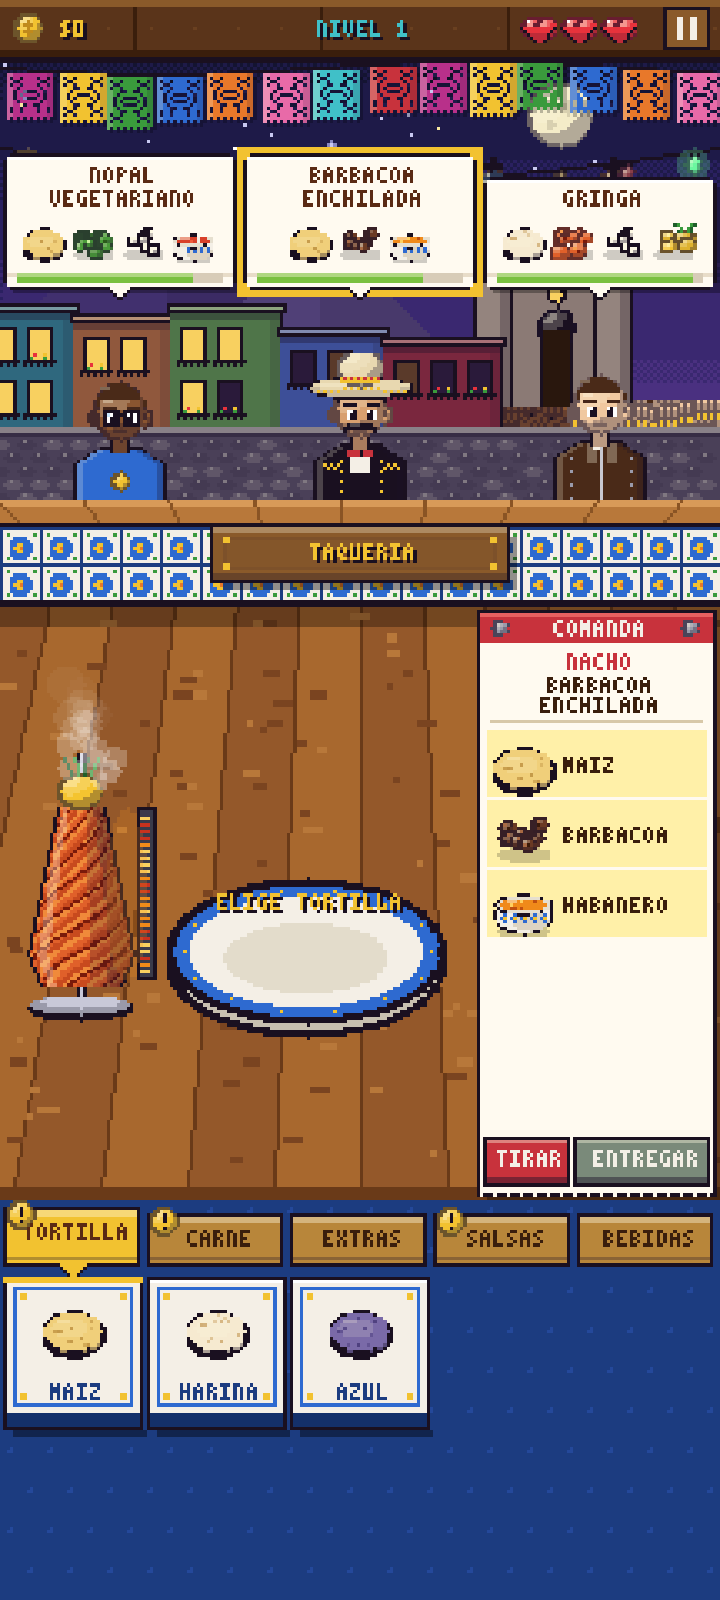 $0
NIVEL 1
NOPAL
VEGETARIANO
BARBACOA
ENCHILADA
GRINGA
TAQUERIA
COMANDA
NACHO
BARBACOA
ENCHILADA
MAIZ
BARBACOA
HABANERO
ELIGE TORTILLA
TIRAR
ENTREGAR
TORTILLA
CARNE
EXTRAS
SALSAS
BEBIDAS
MAIZ
HARINA
AZUL